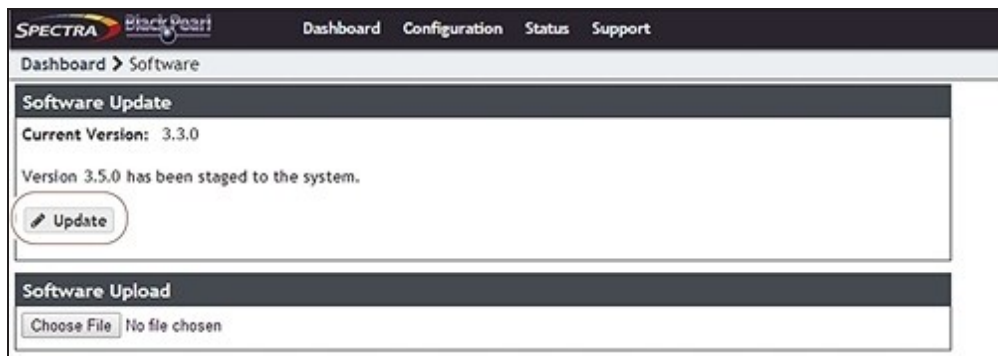 SPECTRA BlackPearl Dashboard Configuration Status Support
Dashboard > Software
Software Update
Current Version: 3.3.0
Version 3.5.0 has been staged to the system.
Update
Software Upload
Choose File No file chosen